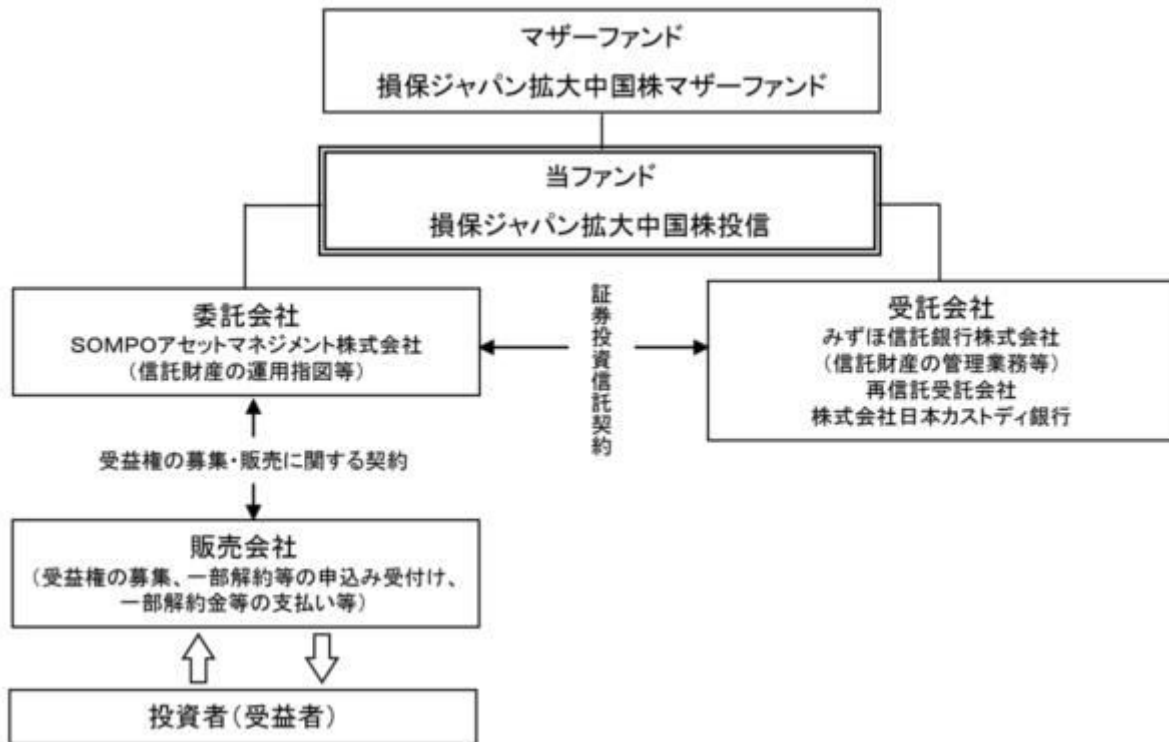 マザーファンド
損保ジャパン拡大中国株マザーファンド
当ファンド
損保ジャパン拡大中国株投信
委託会社
SOMPOアセットマネジメント株式会社
（信託財産の運用指図等）
証券投資信託契約
受託会社
みずほ信託銀行株式会社
（信託財産の管理業務等）
再信託受託会社
株式会社日本カストディ銀行
受益権の募集・販売に関する契約
販売会社
（受益権の募集、一部解約等の申込み受付け、
一部解約金等の支払い等）
投資者（受益者）